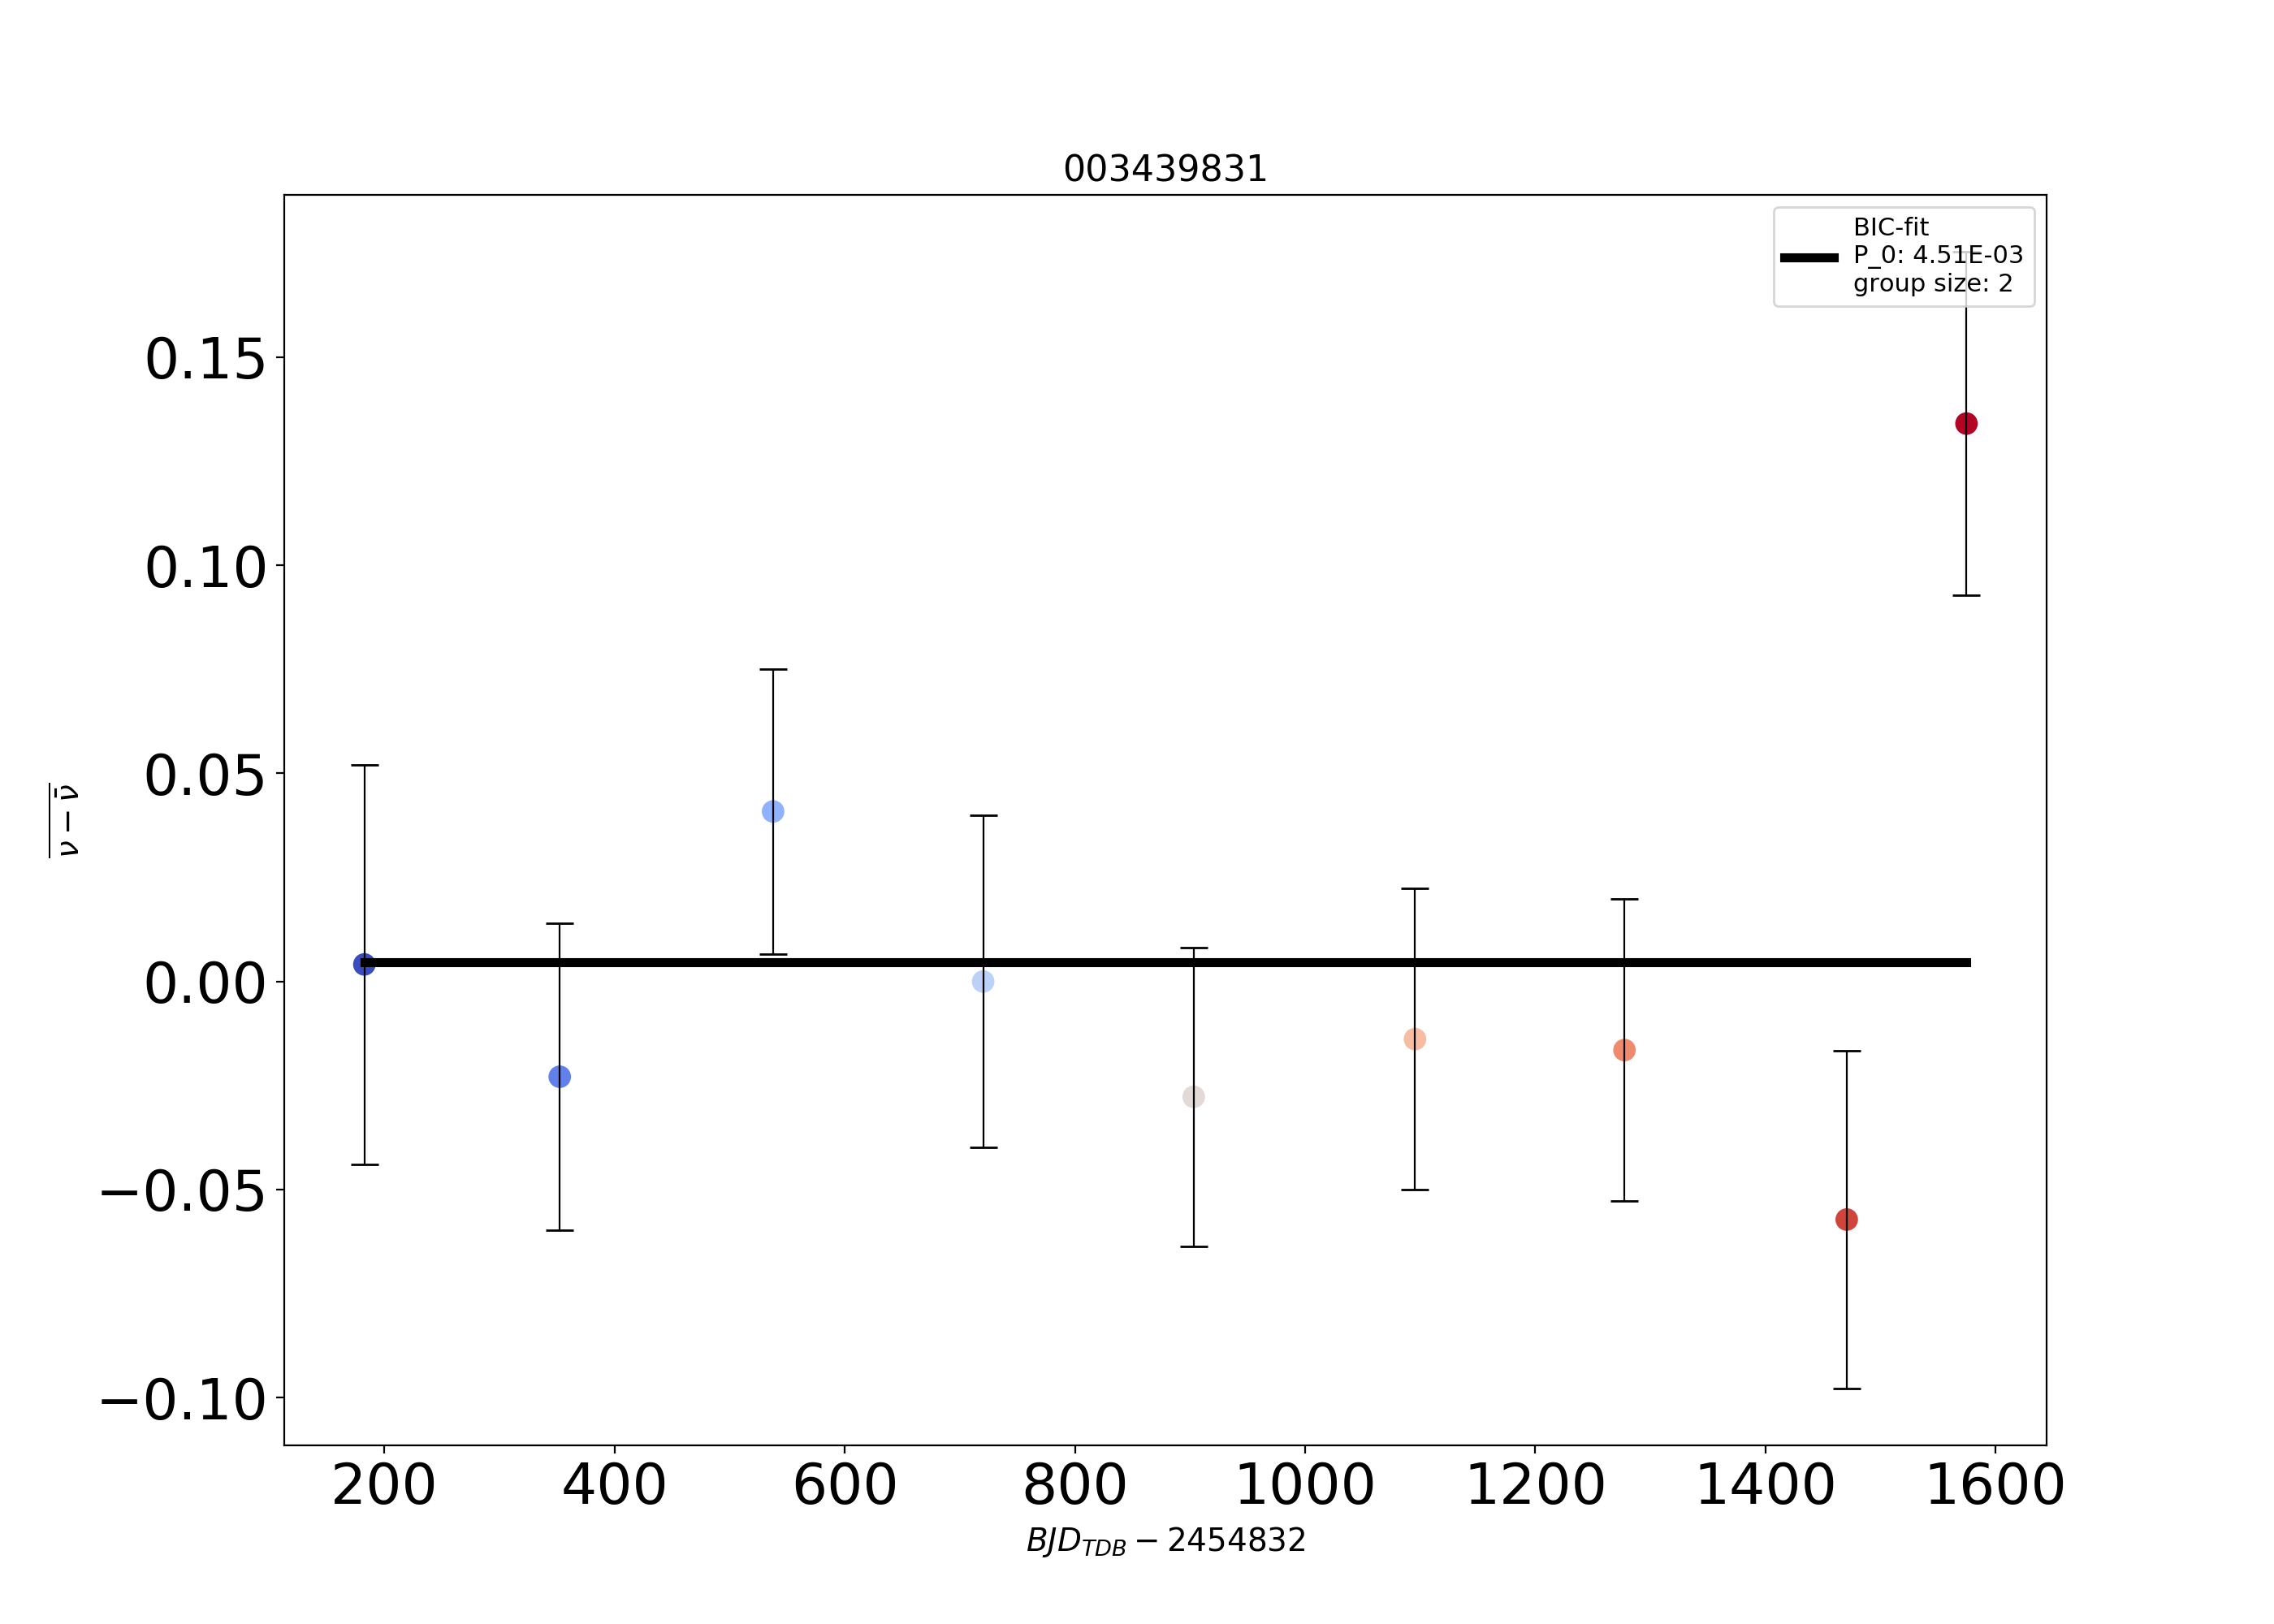 003439831
BIC-fit
P_0: 4.51E-03
group size: 2
0.15
0.10
0.05
0.00
−0.05
−0.10
ν − ν̄
200 400 600 800 1000 1200 1400 1600
BJD_TDB − 2454832